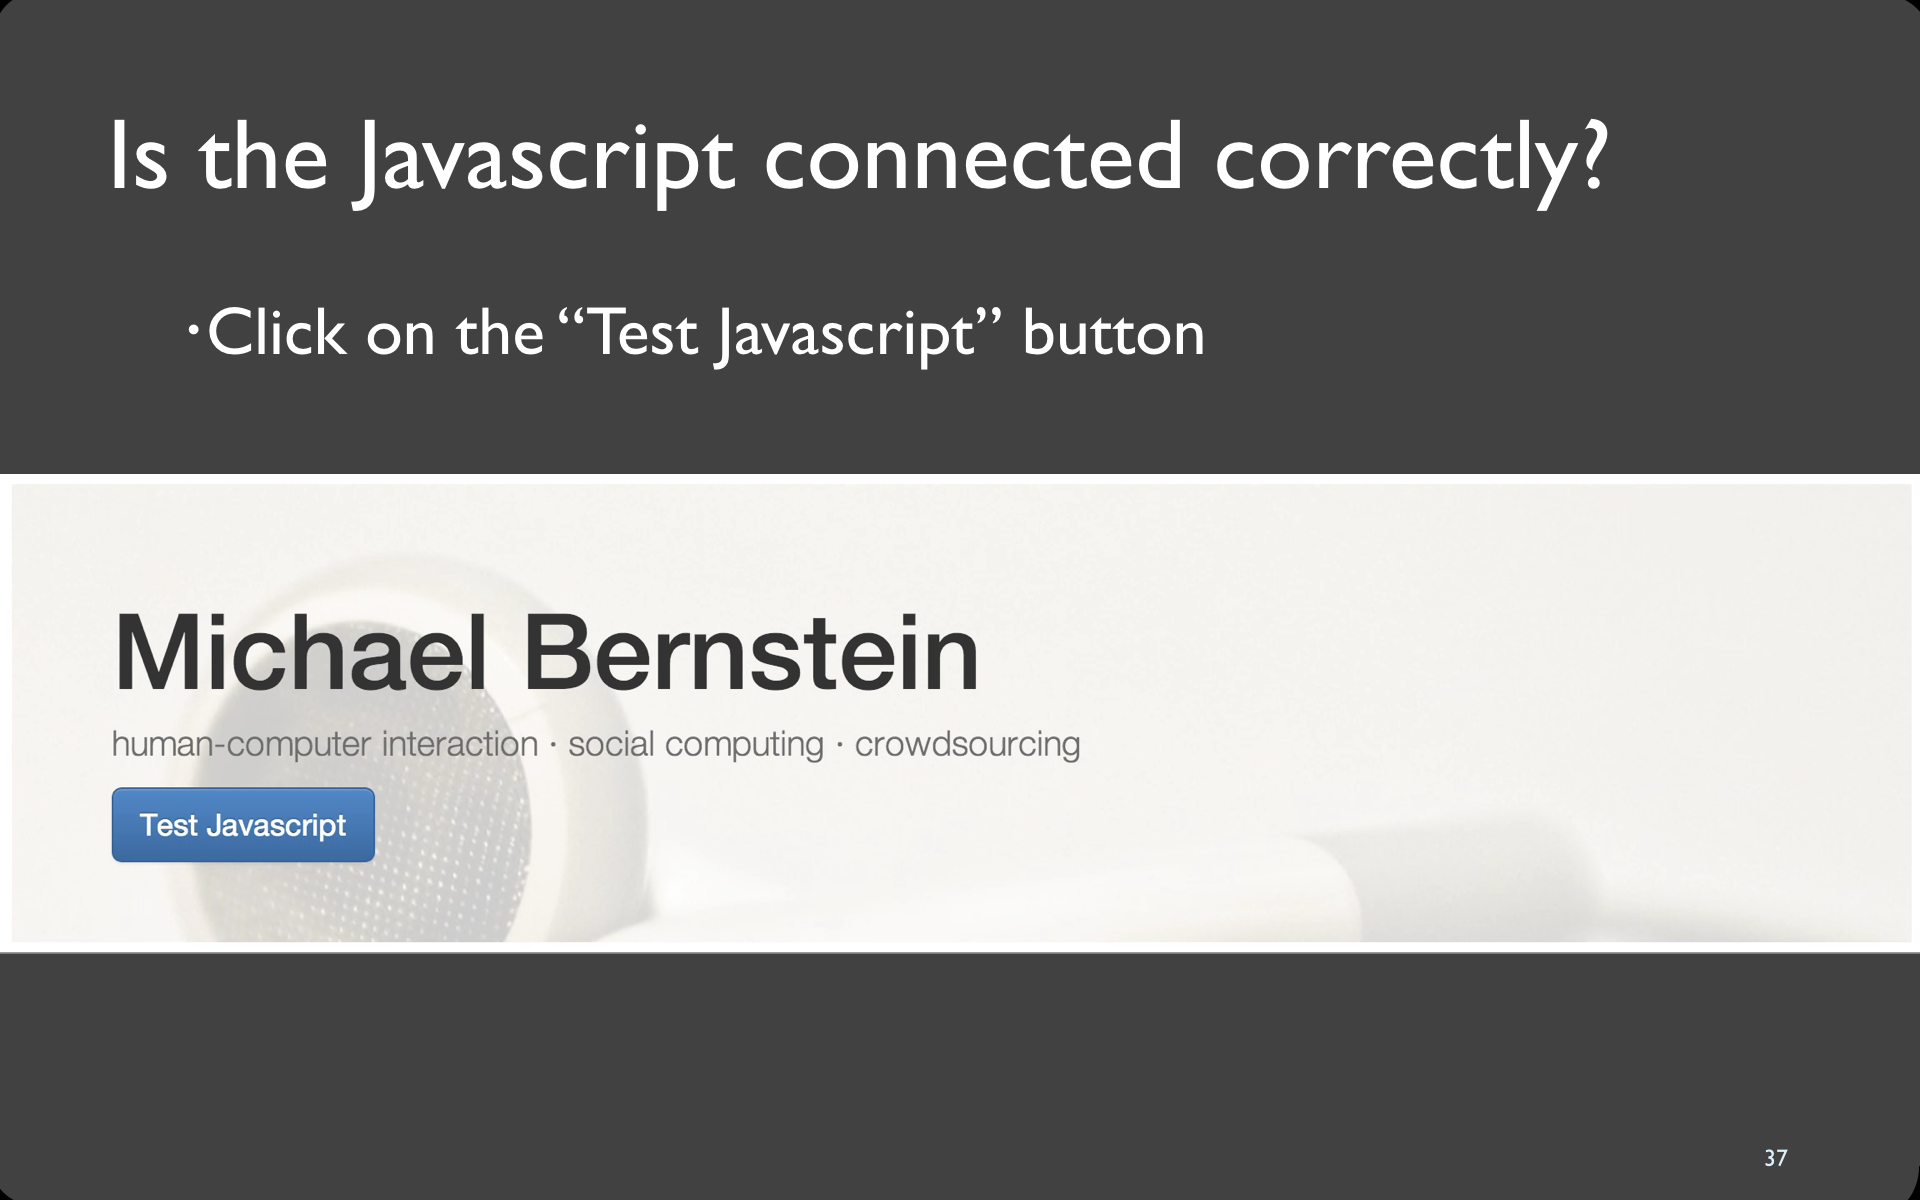 Is the Javascript connected correctly?
•Click on the “Test Javascript” button
Michael Bernstein
human-computer interaction · social computing · crowdsourcing
Test Javascript
37